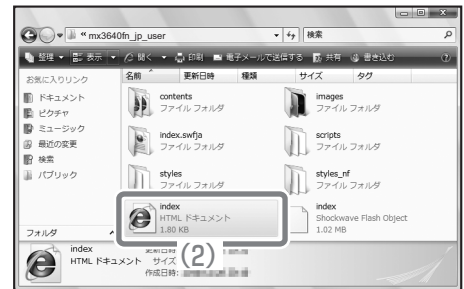 « mx3640fn_jp_user
検索
整理 表示 開く 印刷 電子メールで送信する 共有 書き込む
お気に入りリンク
ドキュメント
ピクチャ
ミュージック
最近の変更
検索
パブリック
フォルダ
名前 更新日時 種類 サイズ タグ
contents
ファイル フォルダ
images
ファイル フォルダ
index.swfja
ファイル フォルダ
scripts
ファイル フォルダ
styles
ファイル フォルダ
styles_nf
ファイル フォルダ
index
HTML ドキュメント
1.80 KB
index
Shockwave Flash Object
1.02 MB
(2)
index 更新日時:
HTML ドキュメント サイズ
作成日時: